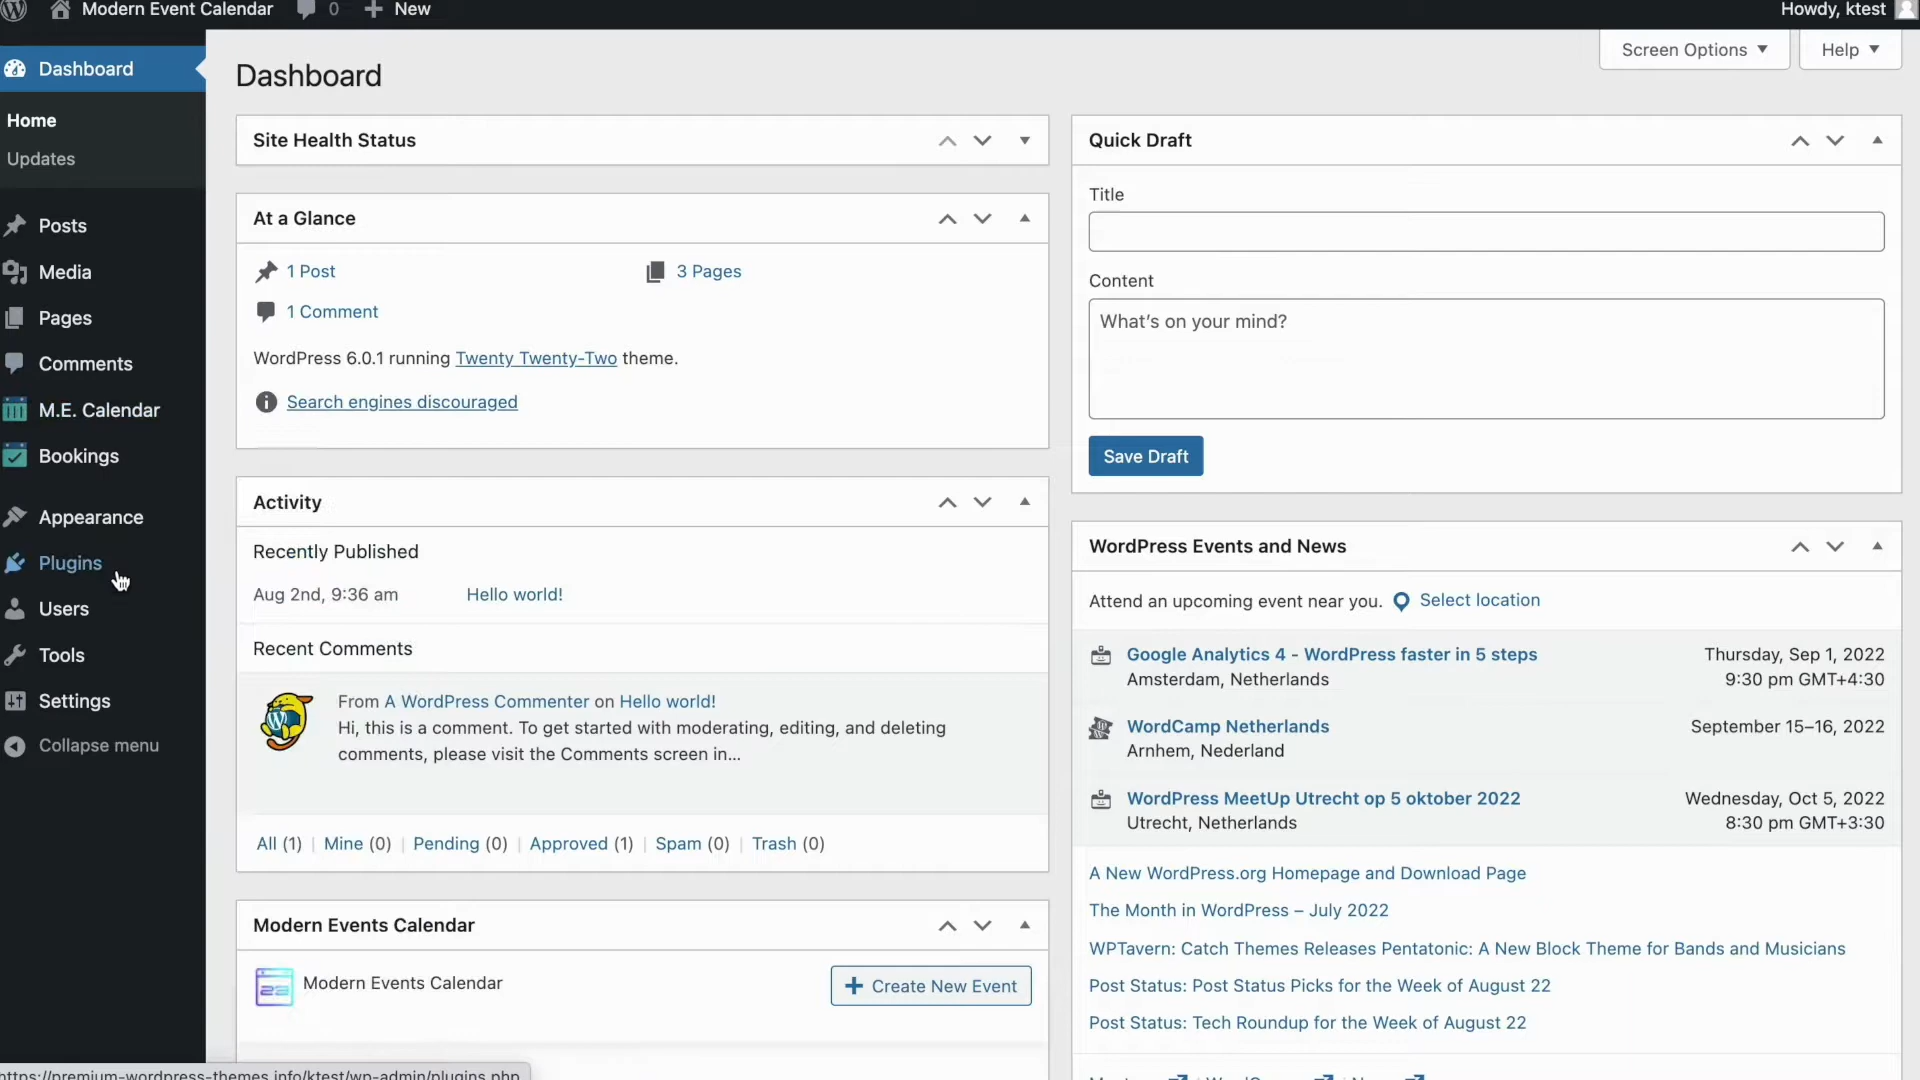 Modern Event Calendar 0 New
Howdy, ktest
Dashboard
Home
Updates
Posts
Media
Pages
Comments
M.E. Calendar
Bookings
Appearance
Plugins
Users
Tools
Settings
Collapse menu
Dashboard
Screen Options
Help
Site Health Status
At a Glance
1 Post
3 Pages
1 Comment
WordPress 6.0.1 running Twenty Twenty-Two theme.
Search engines discouraged
Activity
Recently Published
Aug 2nd, 9:36 am Hello world!
Recent Comments
From A WordPress Commenter on Hello world!
Hi, this is a comment. To get started with moderating, editing, and deleting
comments, please visit the Comments screen in...
All (1) | Mine (0) | Pending (0) | Approved (1) | Spam (0) | Trash (0)
Modern Events Calendar
Modern Events Calendar
Create New Event
Quick Draft
Title
Content
What's on your mind?
Save Draft
WordPress Events and News
Attend an upcoming event near you. Select location
Google Analytics 4 - WordPress faster in 5 steps
Amsterdam, Netherlands
Thursday, Sep 1, 2022
9:30 pm GMT+4:30
WordCamp Netherlands
Arnhem, Nederland
September 15–16, 2022
WordPress MeetUp Utrecht op 5 oktober 2022
Utrecht, Netherlands
Wednesday, Oct 5, 2022
8:30 pm GMT+3:30
A New WordPress.org Homepage and Download Page
The Month in WordPress – July 2022
WPTavern: Catch Themes Releases Pentatonic: A New Block Theme for Bands and Musicians
Post Status: Post Status Picks for the Week of August 22
Post Status: Tech Roundup for the Week of August 22
https://premium-wordpress-themes.info/ktest/wp-admin/plugins.php